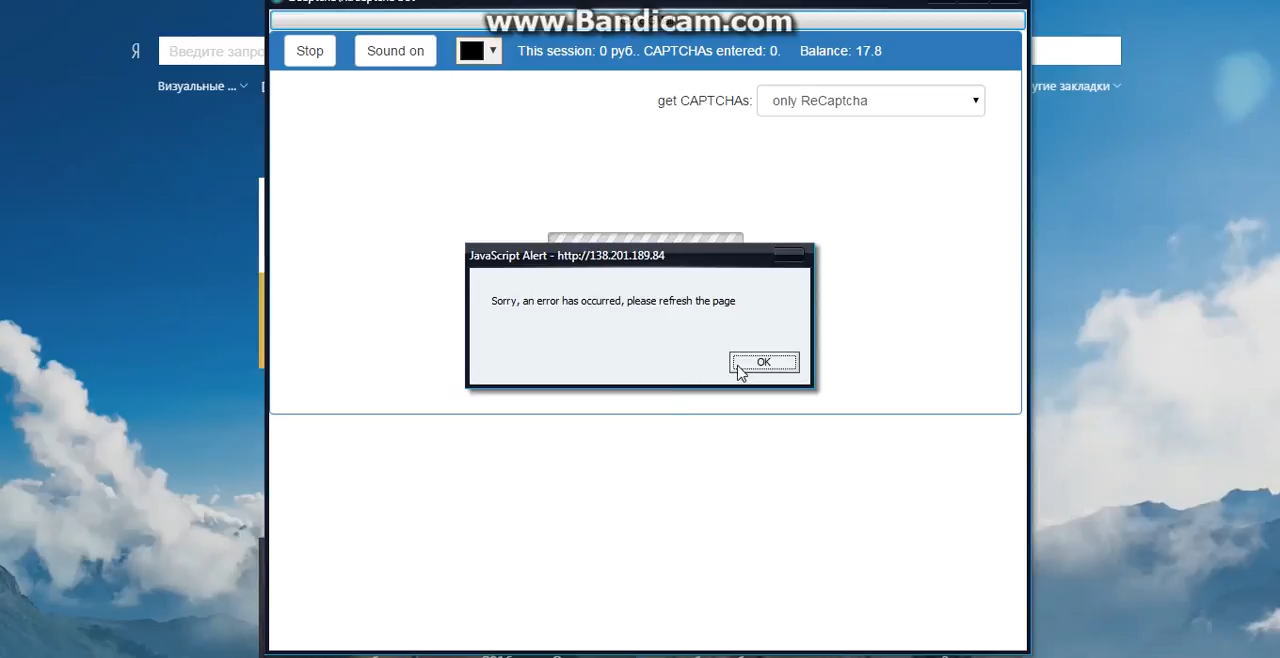 www.Bandicam.com
Я
Введите запро
Stop
Sound on
This session: 0 руб.. CAPTCHAs entered: 0.
Balance: 17.8
Визуальные ...
закладки
get CAPTCHAs:
only ReCaptcha
JavaScript Alert - http://138.201.189.84
Sorry, an error has occurred, please refresh the page
OK